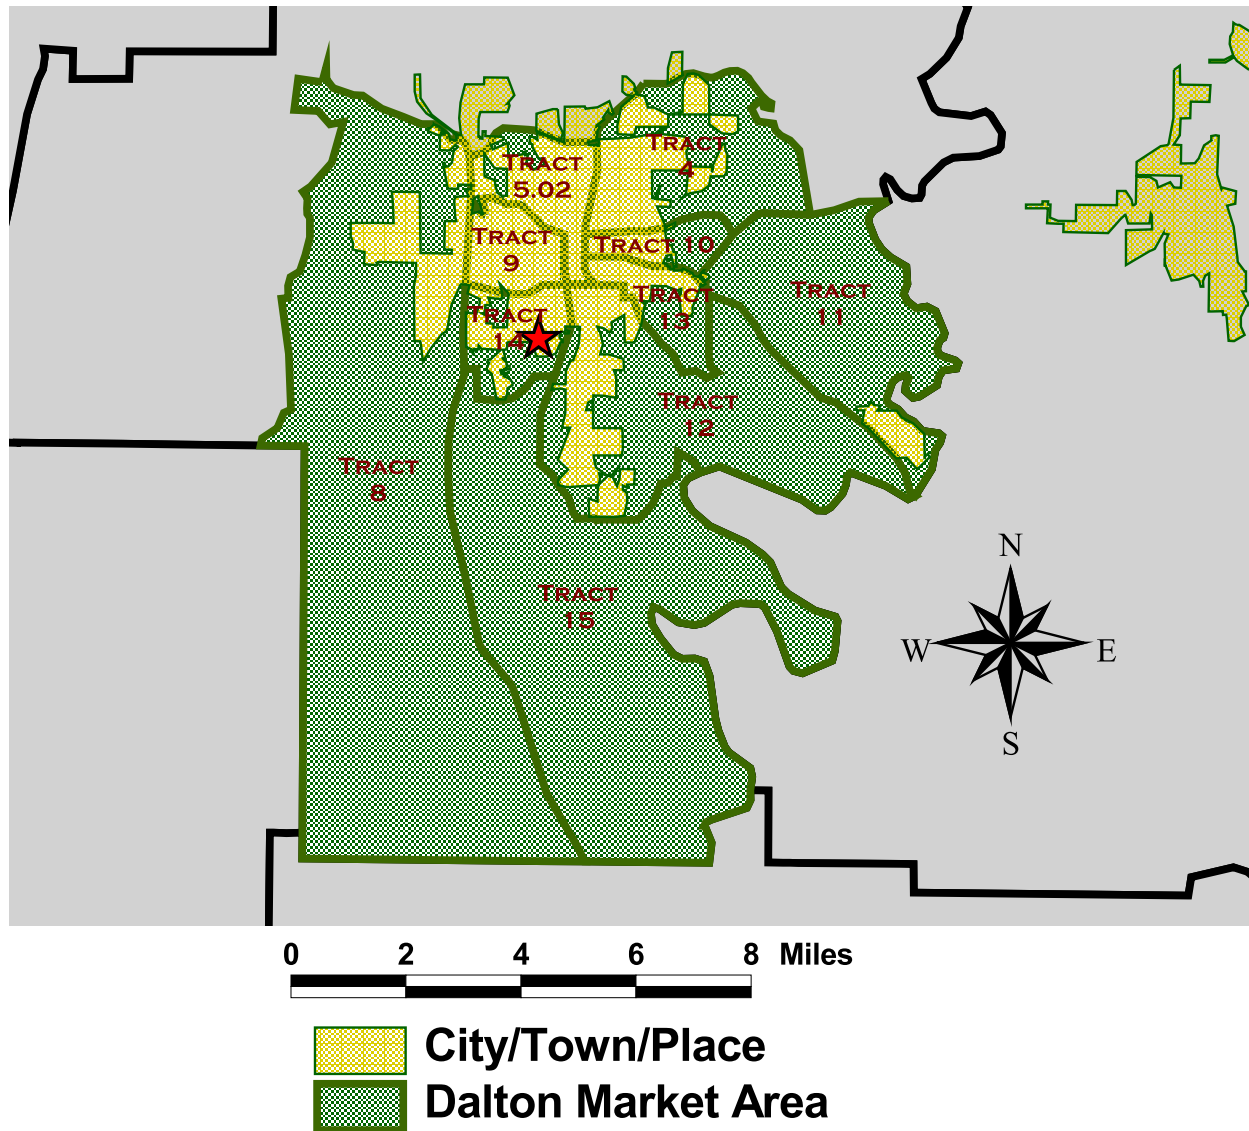 TRACT
4
TRACT
5.02
TRACT
9
TRACT 10
TRACT
11
TRACT
13
TRACT
14
TRACT
12
TRACT
8
TRACT
15
N
W E
S
0 2 4 6 8 Miles
City/Town/Place
Dalton Market Area